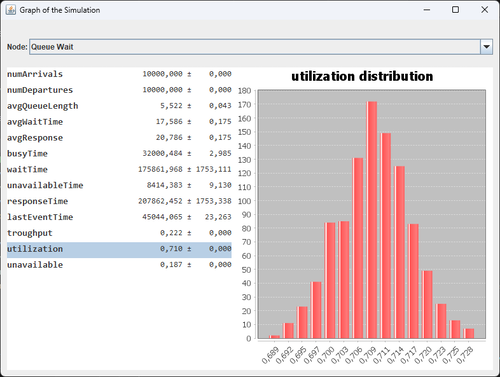 Graph of the Simulation
Node: Queue Wait
numArrivals 10000,000 ± 0,000
numDepartures 10000,000 ± 0,000
avgQueueLength 5,522 ± 0,043
avgWaitTime 17,586 ± 0,175
avgResponse 20,786 ± 0,175
busyTime 32000,484 ± 2,985
waitTime 175861,968 ± 1753,111
unavailableTime 8414,383 ± 9,130
responseTime 207862,452 ± 1753,338
lastEventTime 45044,065 ± 23,263
troughput 0,222 ± 0,000
utilization 0,710 ± 0,000
unavailable 0,187 ± 0,000
utilization distribution
180
170
160
150
140
130
120
110
100
90
80
70
60
50
40
30
20
10
0
0,689 0,692 0,695 0,697 0,700 0,703 0,706 0,709 0,711 0,714 0,717 0,720 0,723 0,725 0,728